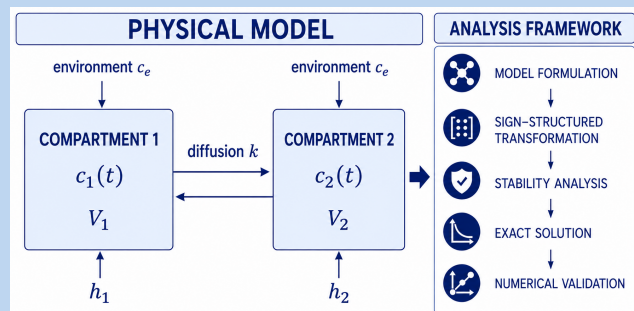 PHYSICAL MODEL
environment cₑ
environment cₑ
COMPARTMENT 1
c₁(t)
V₁
diffusion k
COMPARTMENT 2
c₂(t)
V₂
h₁
h₂
ANALYSIS FRAMEWORK
MODEL FORMULATION
SIGN–STRUCTURED
TRANSFORMATION
STABILITY ANALYSIS
EXACT SOLUTION
NUMERICAL VALIDATION